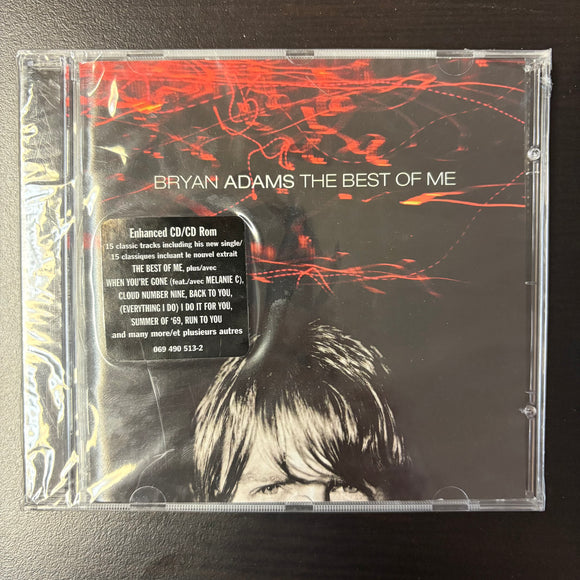 BRYAN ADAMS THE BEST OF ME
Enhanced CD/CD Rom
15 classic tracks including his new single/
15 classiques incluant le nouvel extrait
THE BEST OF ME, plus/avec
WHEN YOU'RE GONE (feat./avec MELANIE C),
CLOUD NUMBER NINE, BACK TO YOU,
(EVERYTHING I DO) I DO IT FOR YOU,
SUMMER OF '69, RUN TO YOU
and many more/et plusieurs autres
069 490 513-2